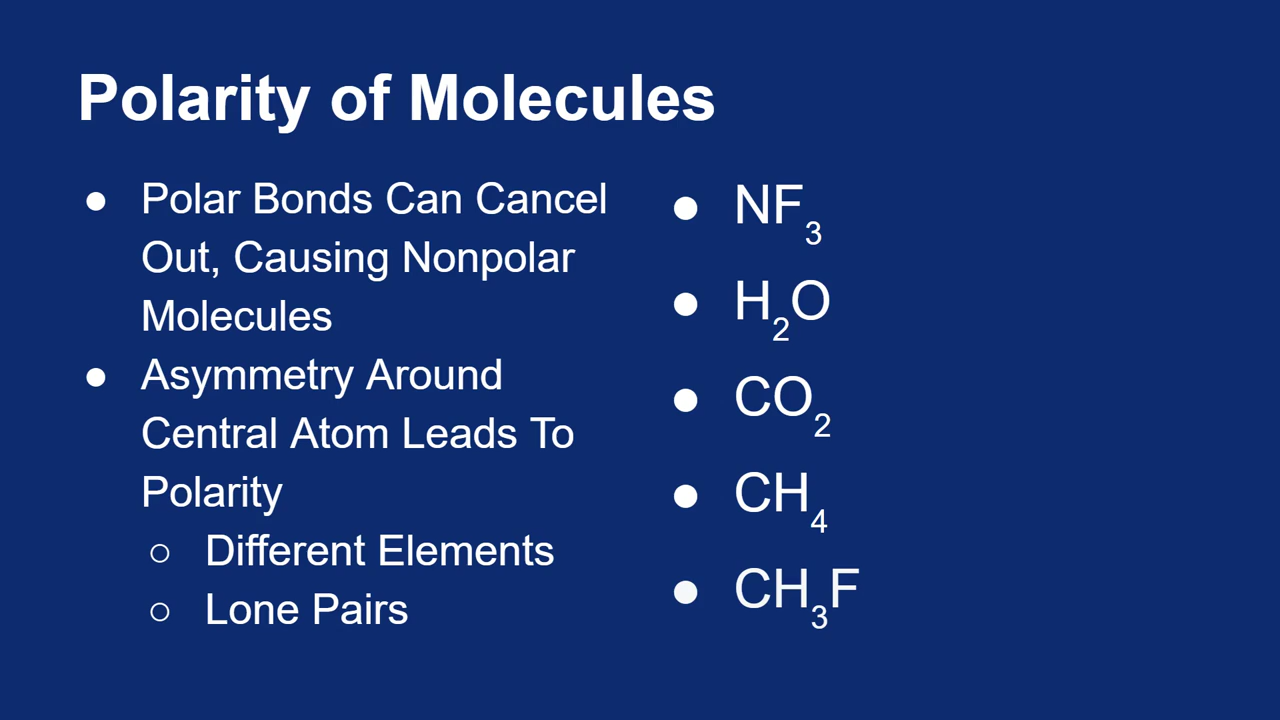 Polarity of Molecules
● Polar Bonds Can Cancel
Out, Causing Nonpolar
Molecules
● Asymmetry Around
Central Atom Leads To
Polarity
○ Different Elements
○ Lone Pairs
● NF₃
● H₂O
● CO₂
● CH₄
● CH₃F